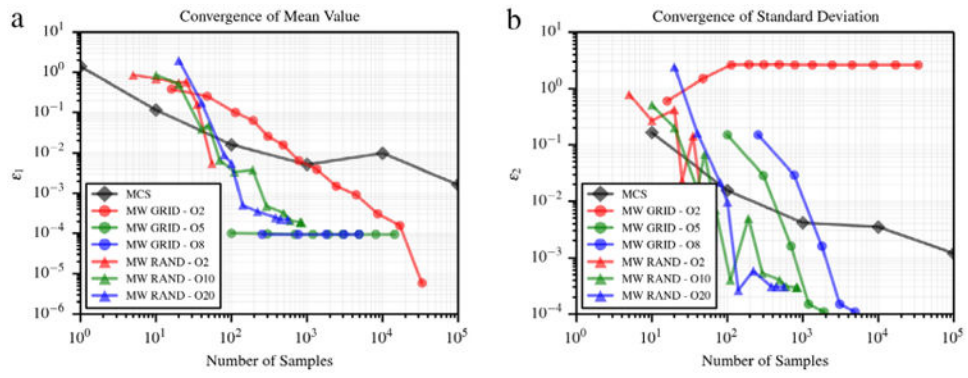 a
Convergence of Mean Value
10^1
10^0
10^-1
10^-2
10^-3
10^-4
10^-5
10^-6
ε1
MCS
MW GRID - O2
MW GRID - O5
MW GRID - O8
MW RAND - O2
MW RAND - O10
MW RAND - O20
10^0 10^1 10^2 10^3 10^4 10^5
Number of Samples
b
Convergence of Standard Deviation
10^1
10^0
10^-1
10^-2
10^-3
10^-4
ε2
MCS
MW GRID - O2
MW GRID - O5
MW GRID - O8
MW RAND - O2
MW RAND - O10
MW RAND - O20
10^0 10^1 10^2 10^3 10^4 10^5
Number of Samples